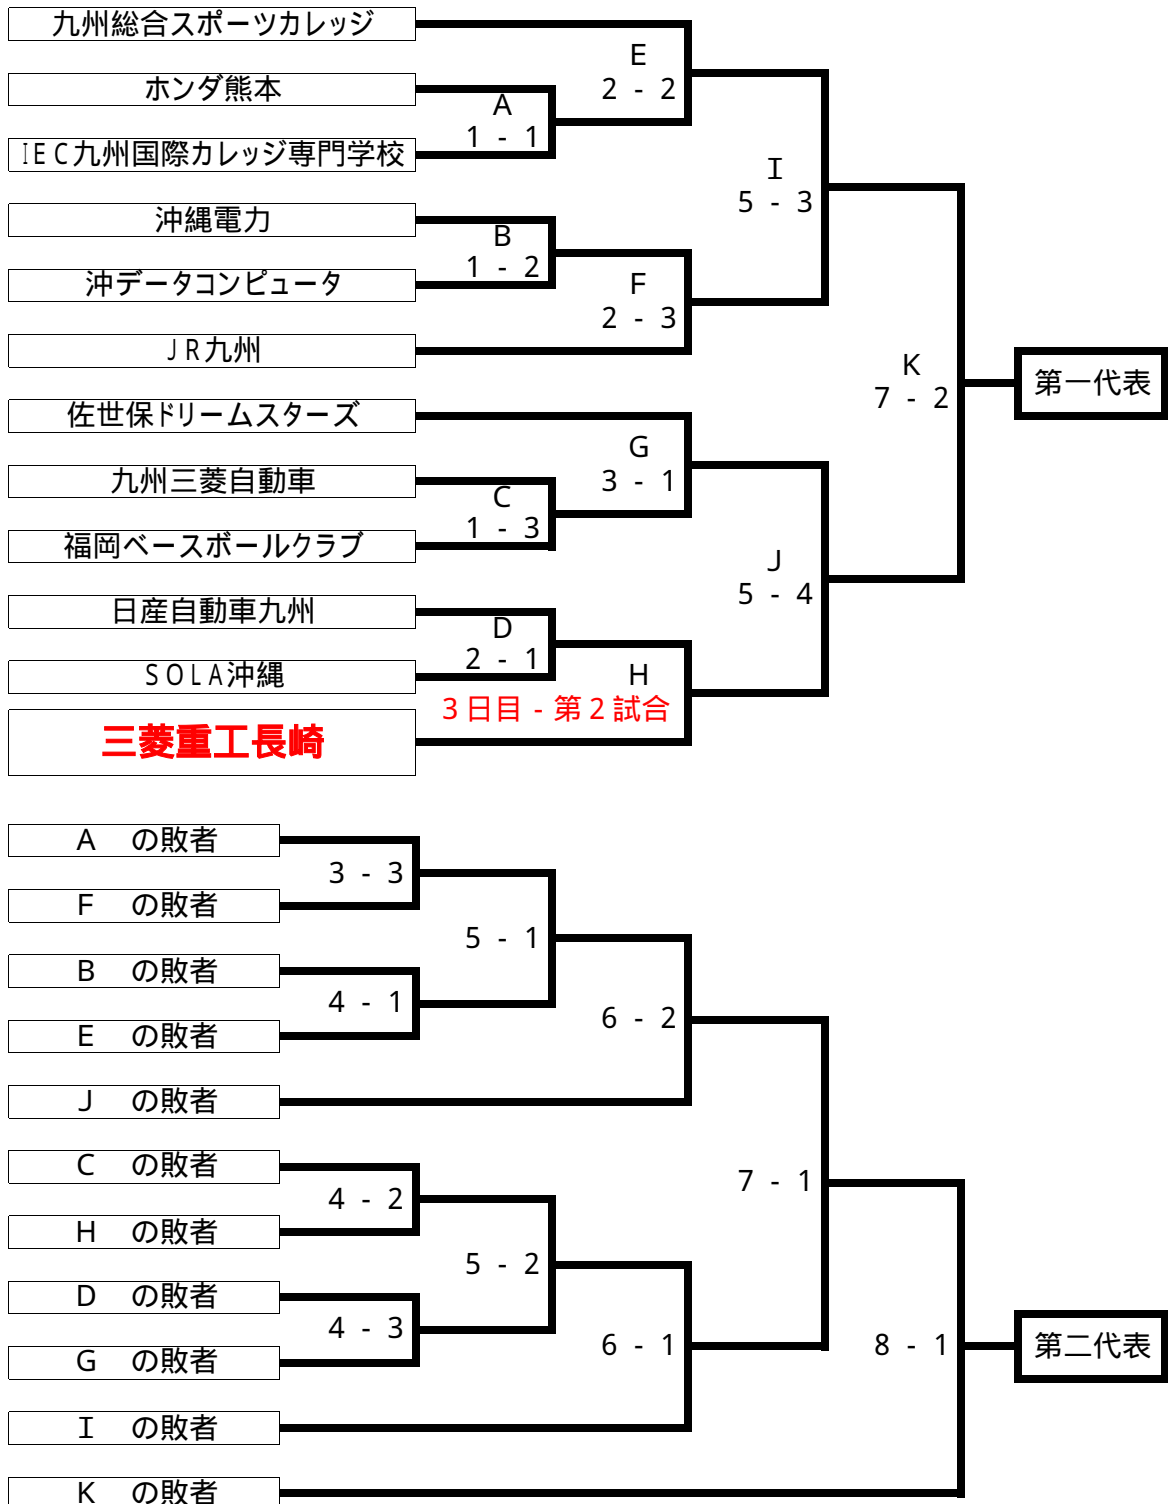 九州総合スポーツカレッジ
E
2 - 2
ホンダ熊本
A
1 - 1
IEC九州国際カレッジ専門学校
I
5 - 3
沖縄電力
B
1 - 2
沖データコンピュータ
F
2 - 3
JR九州
K
7 - 2
第一代表
佐世保ドリームスターズ
G
3 - 1
九州三菱自動車
C
1 - 3
福岡ベースボールクラブ
J
5 - 4
日産自動車九州
D
2 - 1
SOLA沖縄
H
3日目 - 第2試合
三菱重工長崎
A の敗者
3 - 3
F の敗者
5 - 1
B の敗者
4 - 1
E の敗者
6 - 2
J の敗者
C の敗者
7 - 1
4 - 2
H の敗者
5 - 2
D の敗者
4 - 3
G の敗者
6 - 1
8 - 1
第二代表
I の敗者
K の敗者